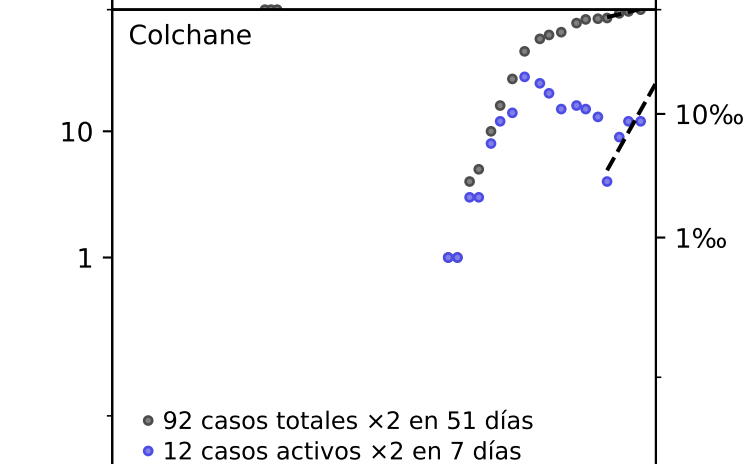 Colchane
10
10‰
1
1‰
92 casos totales ×2 en 51 días
12 casos activos ×2 en 7 días